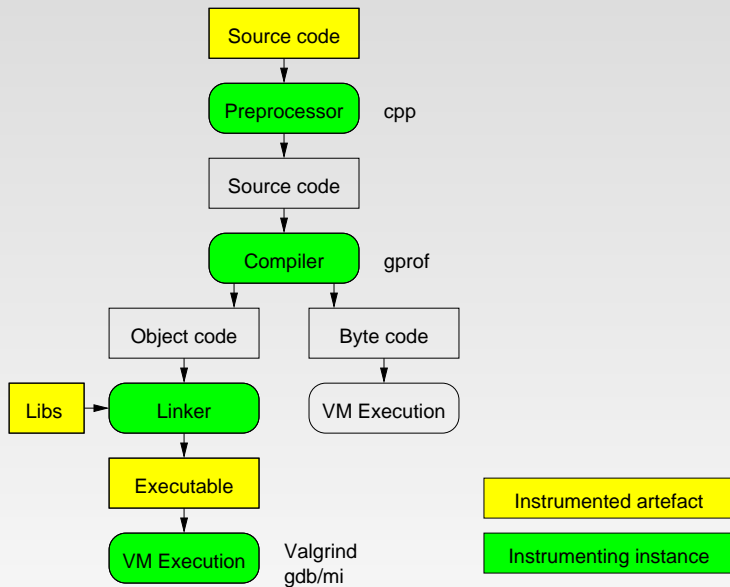 Source code
Preprocessor
cpp
Source code
Compiler
gprof
Object code
Byte code
Libs
Linker
VM Execution
Executable
Instrumented artefact
VM Execution
Valgrind
gdb/mi
Instrumenting instance